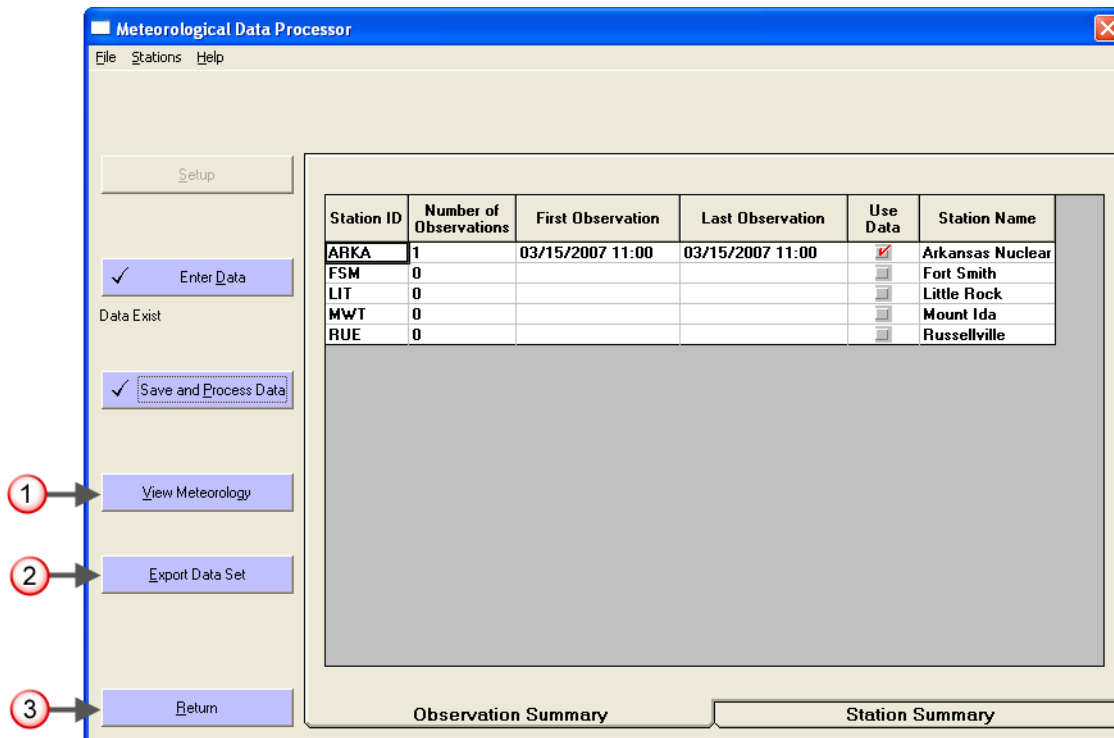 Meteorological Data Processor
File Stations Help
Setup
Enter Data
Data Exist
Save and Process Data
1
View Meteorology
2
Export Data Set
3
Return
Station ID Number of Observations First Observation Last Observation Use Data Station Name
ARKA 1 03/15/2007 11:00 03/15/2007 11:00 Arkansas Nuclear
FSM 0 Fort Smith
LIT 0 Little Rock
MWT 0 Mount Ida
RUE 0 Russellville
Observation Summary Station Summary